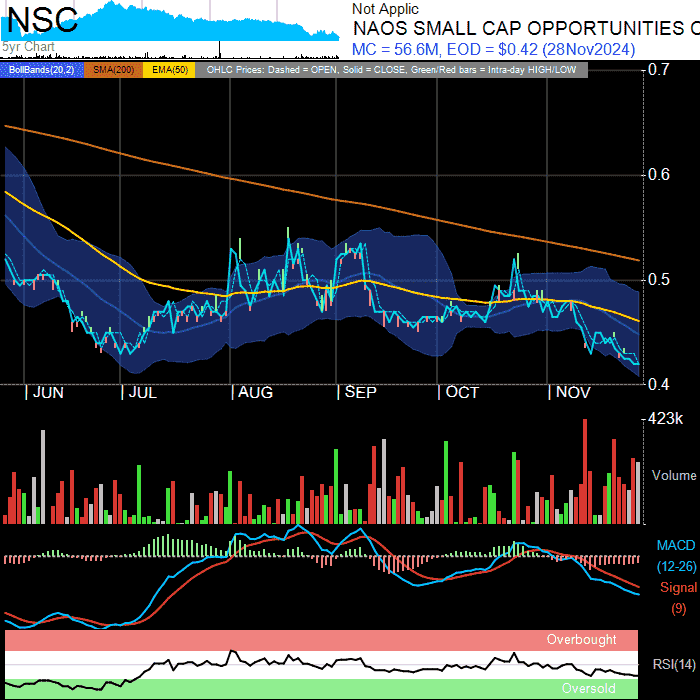 NSC
5yr Chart
Not Applic
NAOS SMALL CAP OPPORTUNITIES C
MC = 56.6M, EOD = $0.42 (28Nov2024)
BollBands(20,2) SMA(200) EMA(50) OHLC Prices: Dashed = OPEN, Solid = CLOSE, Green/Red bars = Intra-day HIGH/LOW
0.7
0.6
0.5
0.4
JUN JUL AUG SEP OCT NOV
423k
Volume
MACD
(12-26)
Signal
(9)
Overbought
RSI(14)
Oversold